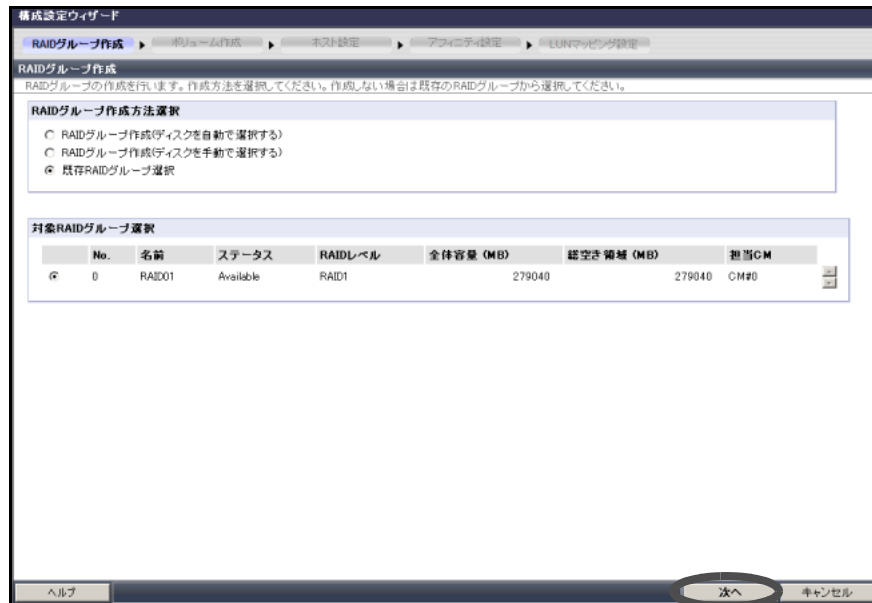 構成設定ウィザード
RAIDグループ作成 ▶ ボリューム作成 ▶ ホスト設定 ▶ アフィニティ設定 ▶ LUNマッピング設定
RAIDグループ作成
RAIDグループの作成を行います。作成方法を選択してください。作成しない場合は既存のRAIDグループから選択してください。
RAIDグループ作成方法選択
RAIDグループ作成(ディスクを自動で選択する)
RAIDグループ作成(ディスクを手動で選択する)
既存RAIDグループ選択
対象RAIDグループ選択
No. 名前 ステータス RAIDレベル 全体容量 (MB) 総空き領域 (MB) 担当CM
0 RAID01 Available RAID1 279040 279040 CM#0
ヘルプ 次へ キャンセル